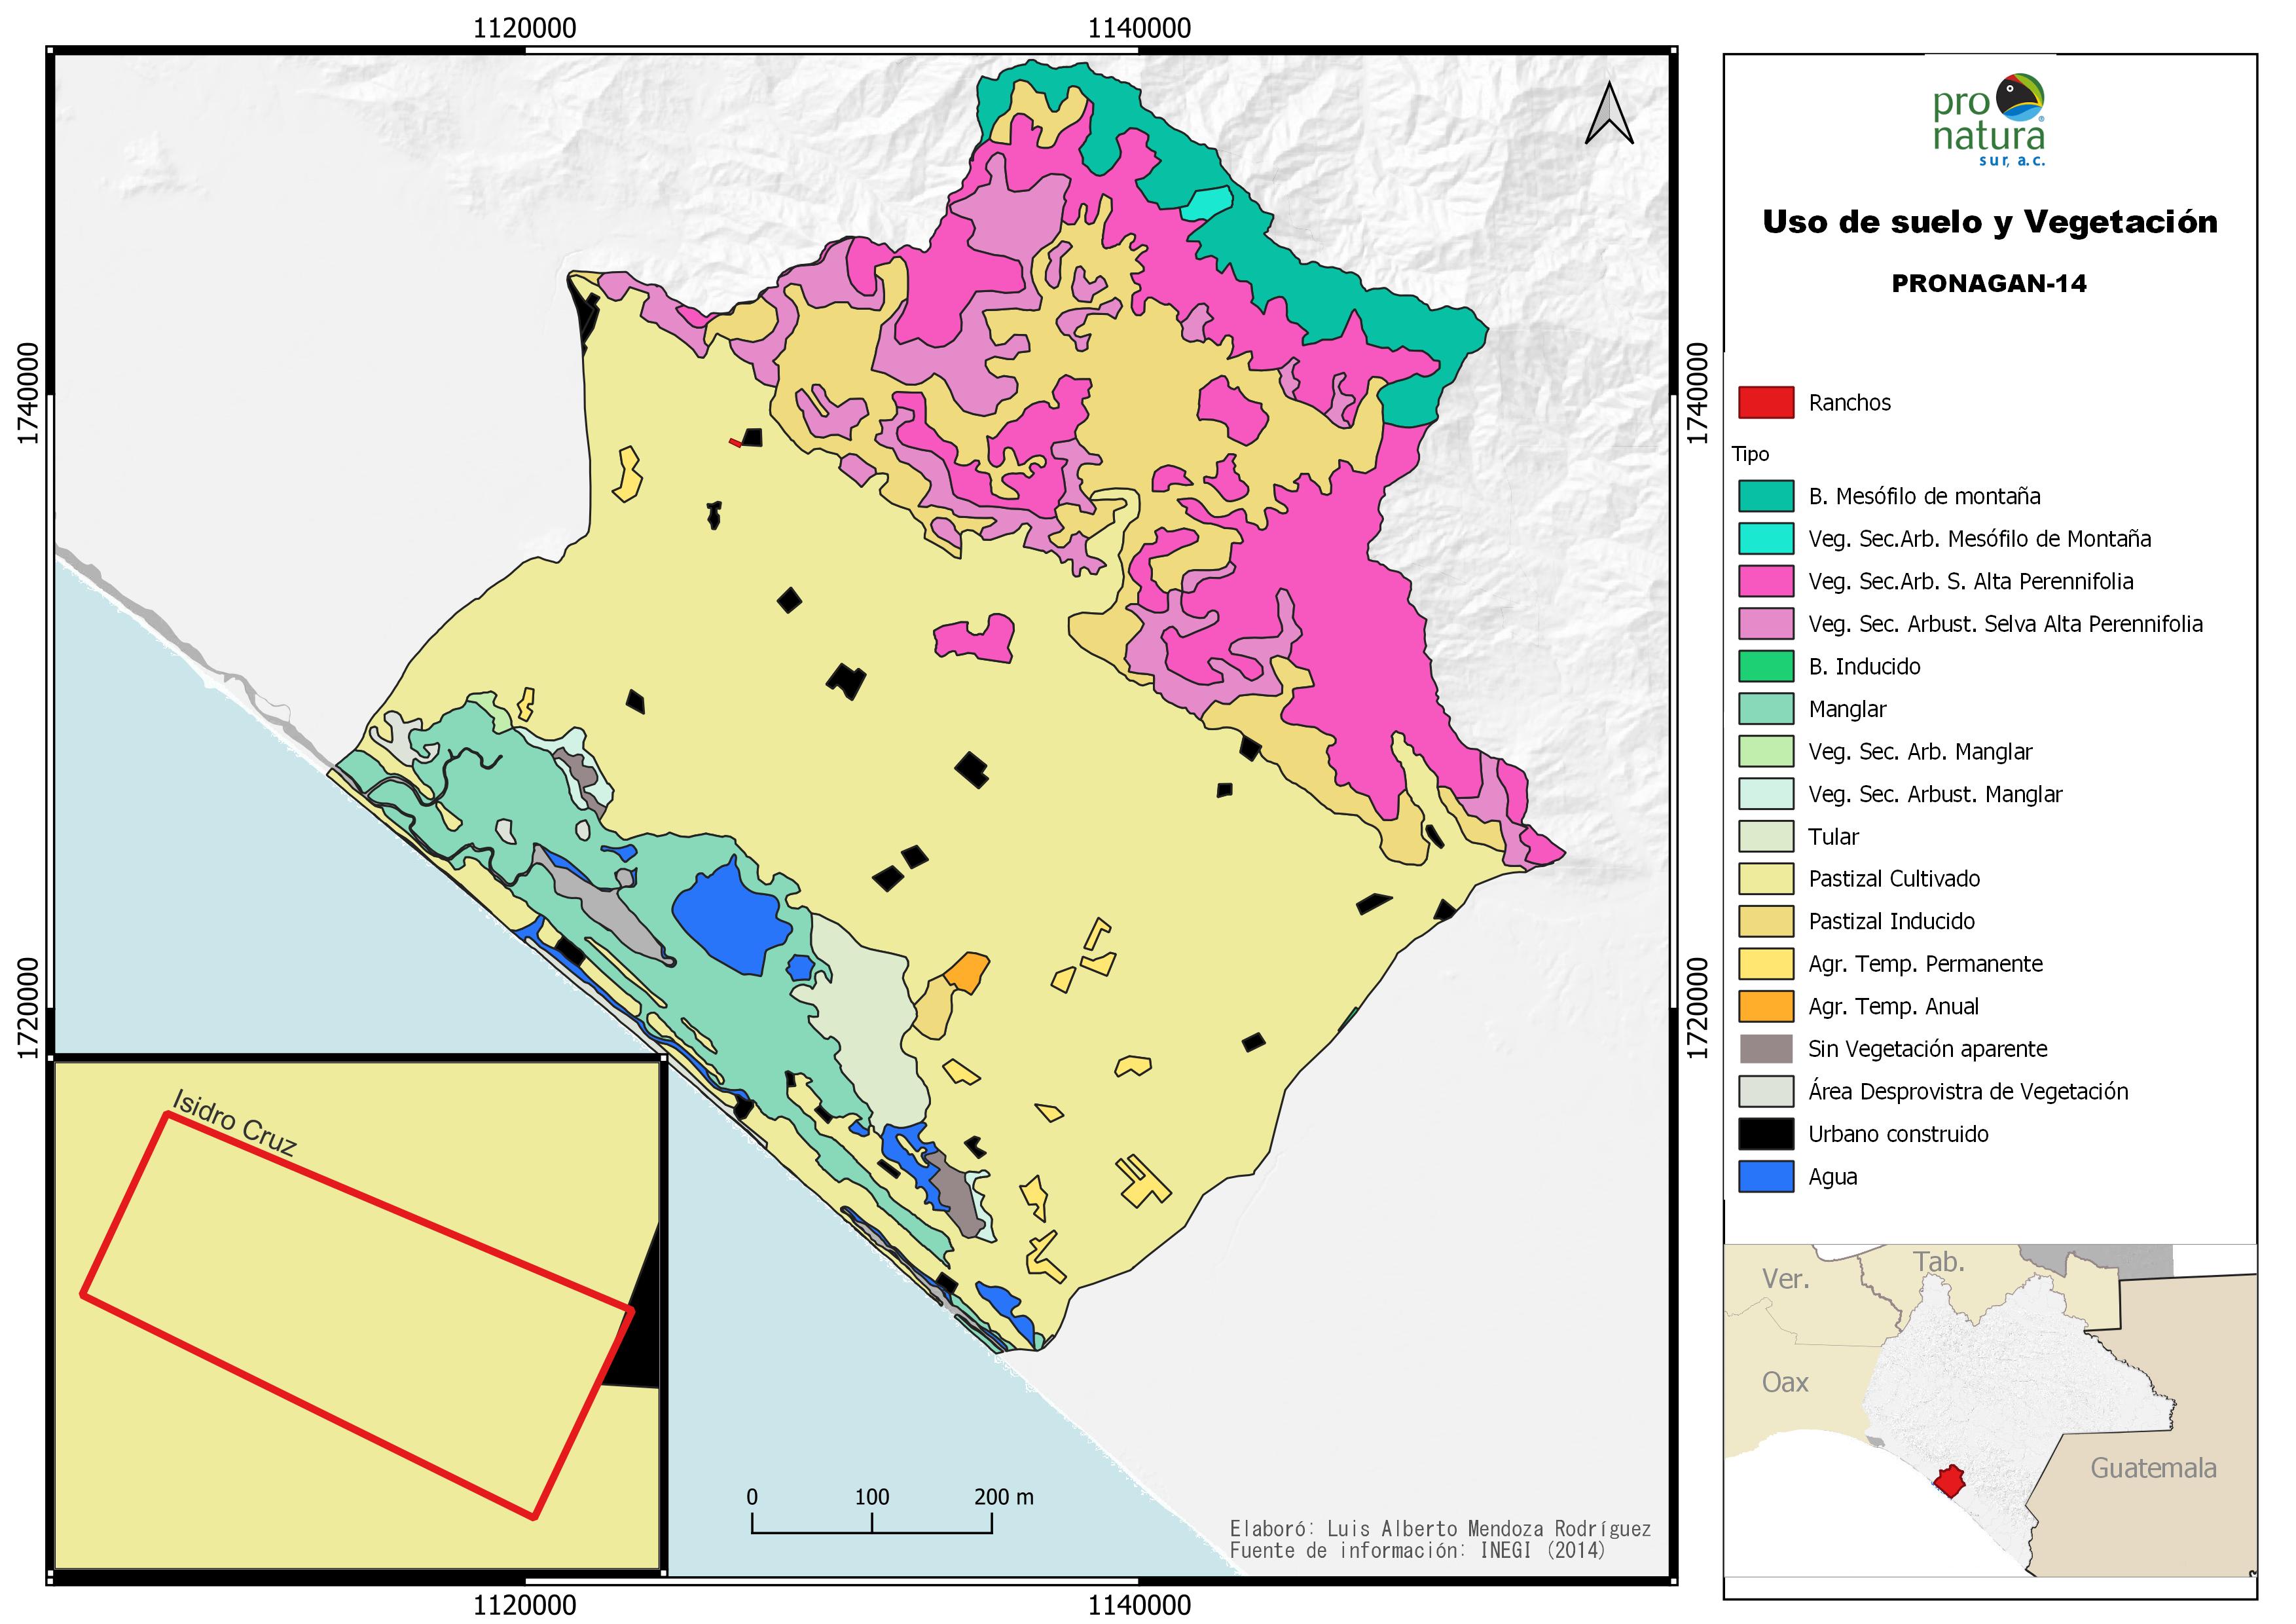 1120000
1140000
1740000
1740000
1720000
1720000
1120000
1140000
Isidro Cruz
0
100
200 m
Elaboró: Luis Alberto Mendoza Rodríguez
Fuente de información: INEGI (2014)
pro
natura
sur, a.c.
Uso de suelo y Vegetación
PRONAGAN-14
Ranchos
Tipo
B. Mesófilo de montaña
Veg. Sec.Arb. Mesófilo de Montaña
Veg. Sec.Arb. S. Alta Perennifolia
Veg. Sec. Arbust. Selva Alta Perennifolia
B. Inducido
Manglar
Veg. Sec. Arb. Manglar
Veg. Sec. Arbust. Manglar
Tular
Pastizal Cultivado
Pastizal Inducido
Agr. Temp. Permanente
Agr. Temp. Anual
Sin Vegetación aparente
Área Desprovistra de Vegetación
Urbano construido
Agua
Ver.
Tab.
Oax
Guatemala